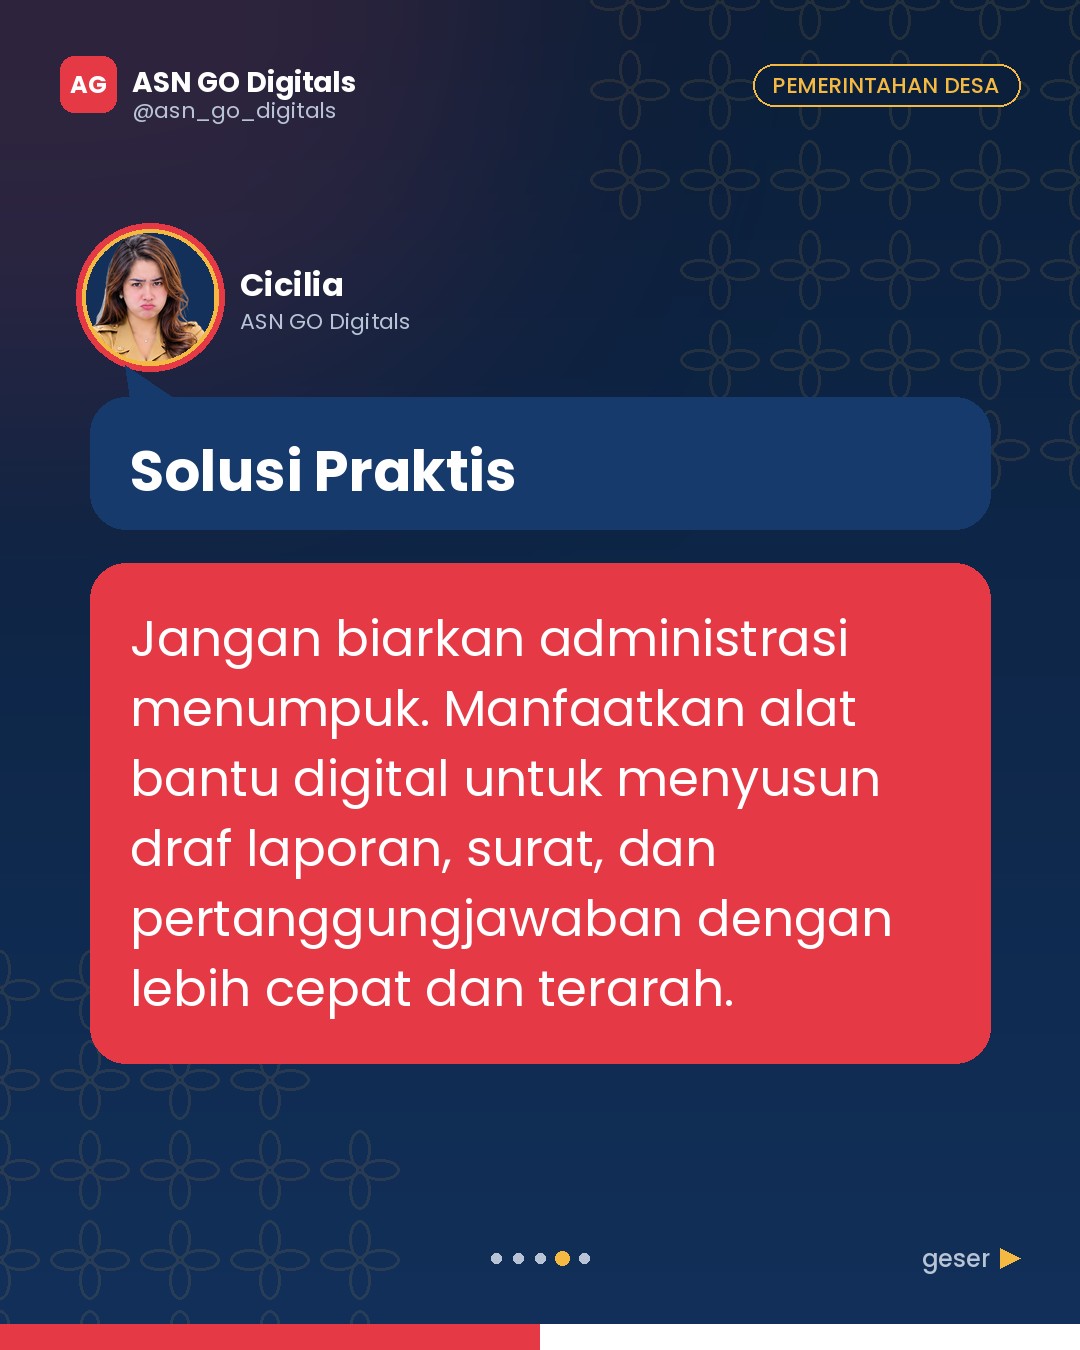 AG
ASN GO Digitals
@asn_go_digitals
PEMERINTAHAN DESA
Cicilia
ASN GO Digitals
Solusi Praktis
Jangan biarkan administrasi
menumpuk. Manfaatkan alat
bantu digital untuk menyusun
draf laporan, surat, dan
pertanggungjawaban dengan
lebih cepat dan terarah.
geser